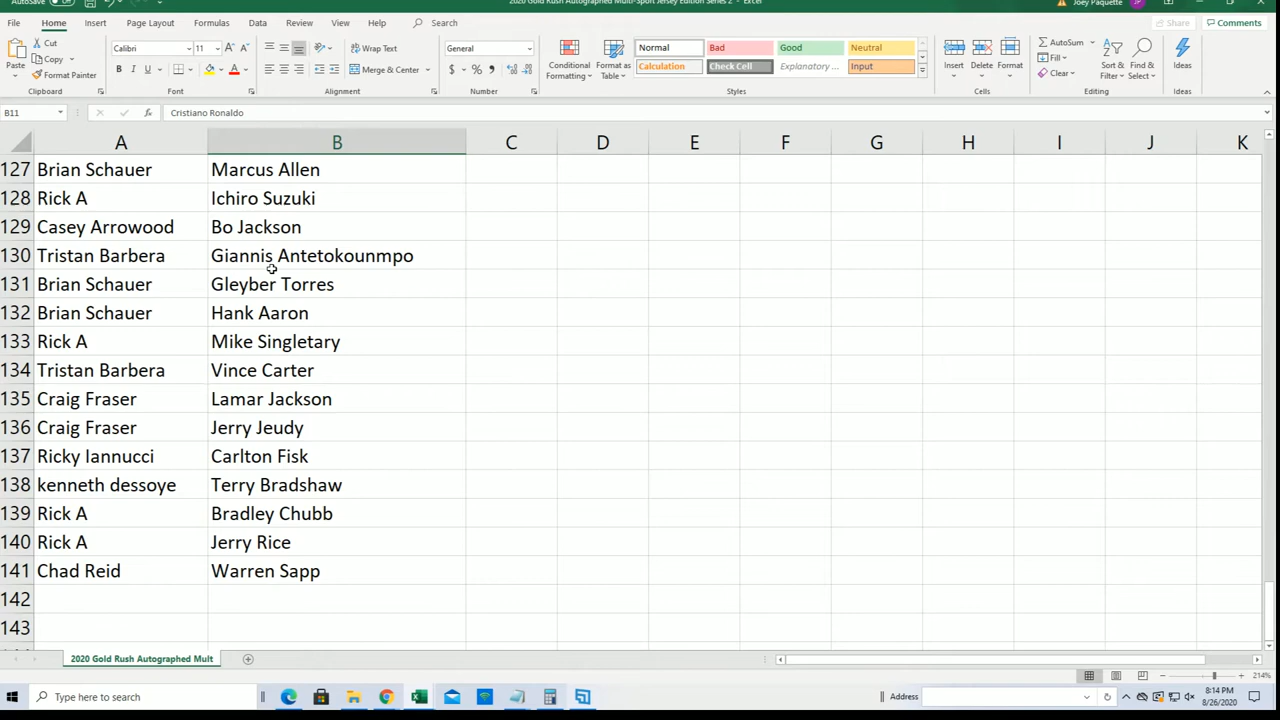 AutoSave Off 2020 Gold Rush Autographed Multi-Sport Jersey Edition Series 2 - Excel Joey Paquette JP
File Home Insert Page Layout Formulas Data Review View Help Search Share Comments
Paste Cut Copy Format Painter Clipboard
Calibri 11 A A B I U A Font
Wrap Text Merge & Center Alignment
General $ % Number
Conditional Formatting Format as Table Normal Bad Good Neutral Calculation Check Cell Explanatory ... Input Styles
Insert Delete Format Cells
AutoSum Fill Clear Sort & Filter Find & Select Editing
Ideas Ideas
B11 fx Cristiano Ronaldo
A B C D E F G H I J K
127 Brian Schauer Marcus Allen
128 Rick A Ichiro Suzuki
129 Casey Arrowood Bo Jackson
130 Tristan Barbera Giannis Antetokounmpo
131 Brian Schauer Gleyber Torres
132 Brian Schauer Hank Aaron
133 Rick A Mike Singletary
134 Tristan Barbera Vince Carter
135 Craig Fraser Lamar Jackson
136 Craig Fraser Jerry Jeudy
137 Ricky Iannucci Carlton Fisk
138 kenneth dessoye Terry Bradshaw
139 Rick A Bradley Chubb
140 Rick A Jerry Rice
141 Chad Reid Warren Sapp
142
143
2020 Gold Rush Autographed Mult
214%
Type here to search Address 8:14 PM
8/26/2020